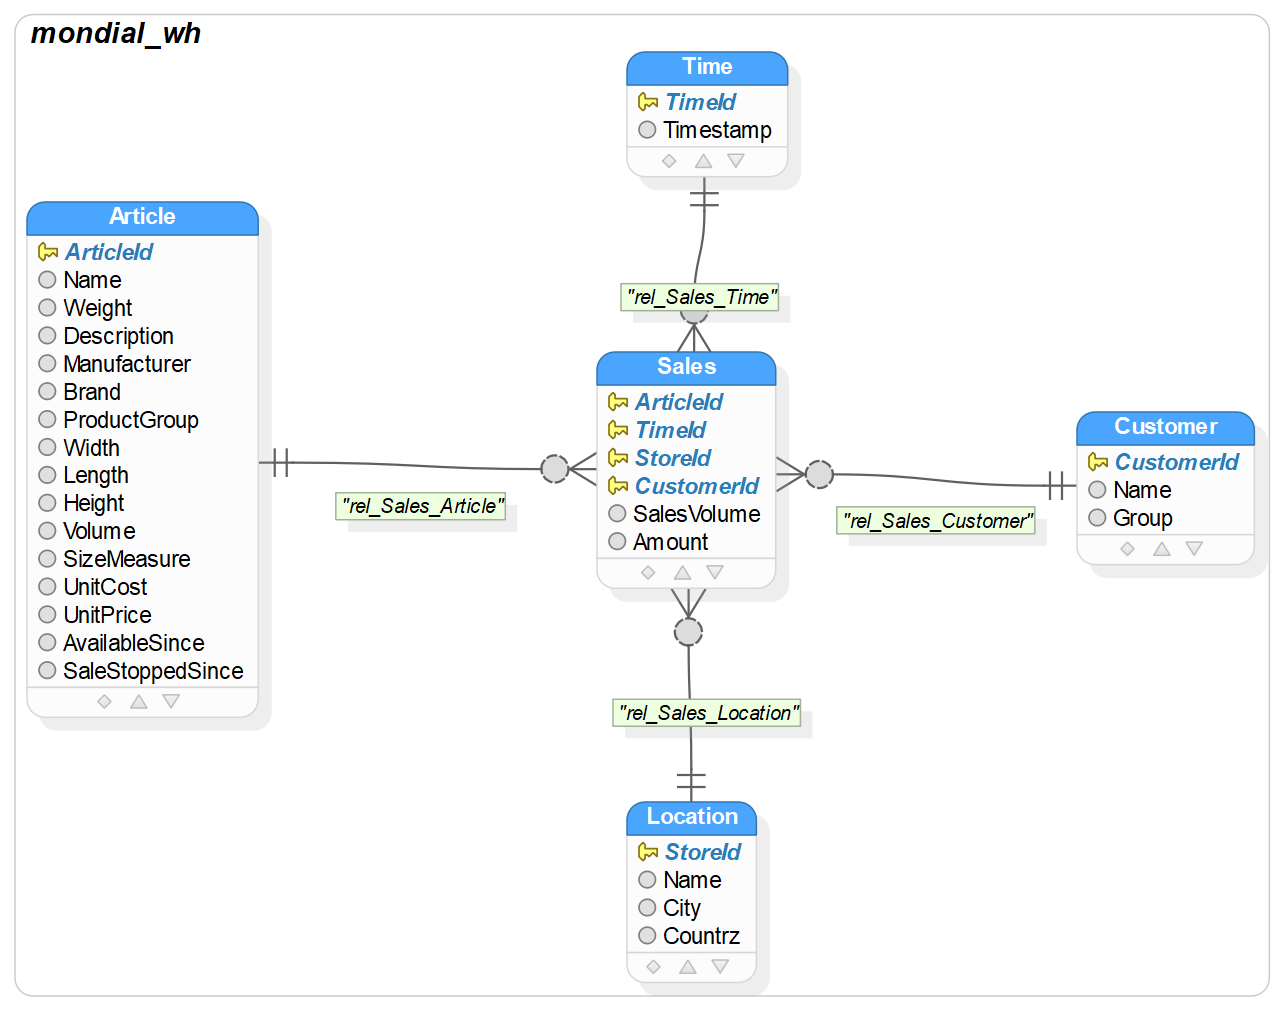 mondial_wh
Time
TimeId
Timestamp
Article
ArticleId
Name
Weight
Description
Manufacturer
Brand
ProductGroup
Width
Length
Height
Volume
SizeMeasure
UnitCost
UnitPrice
AvailableSince
SaleStoppedSince
"rel_Sales_Time"
Sales
ArticleId
TimeId
StoreId
CustomerId
SalesVolume
Amount
"rel_Sales_Article"
Customer
CustomerId
Name
Group
"rel_Sales_Customer"
"rel_Sales_Location"
Location
StoreId
Name
City
Countrz